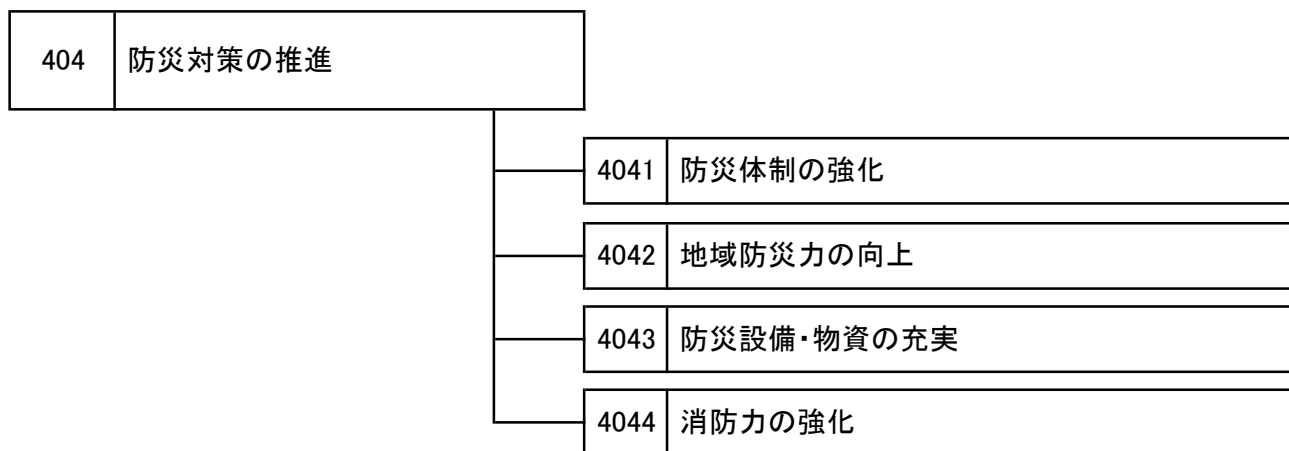 404 防災対策の推進
4041 防災体制の強化
4042 地域防災力の向上
4043 防災設備・物資の充実
4044 消防力の強化